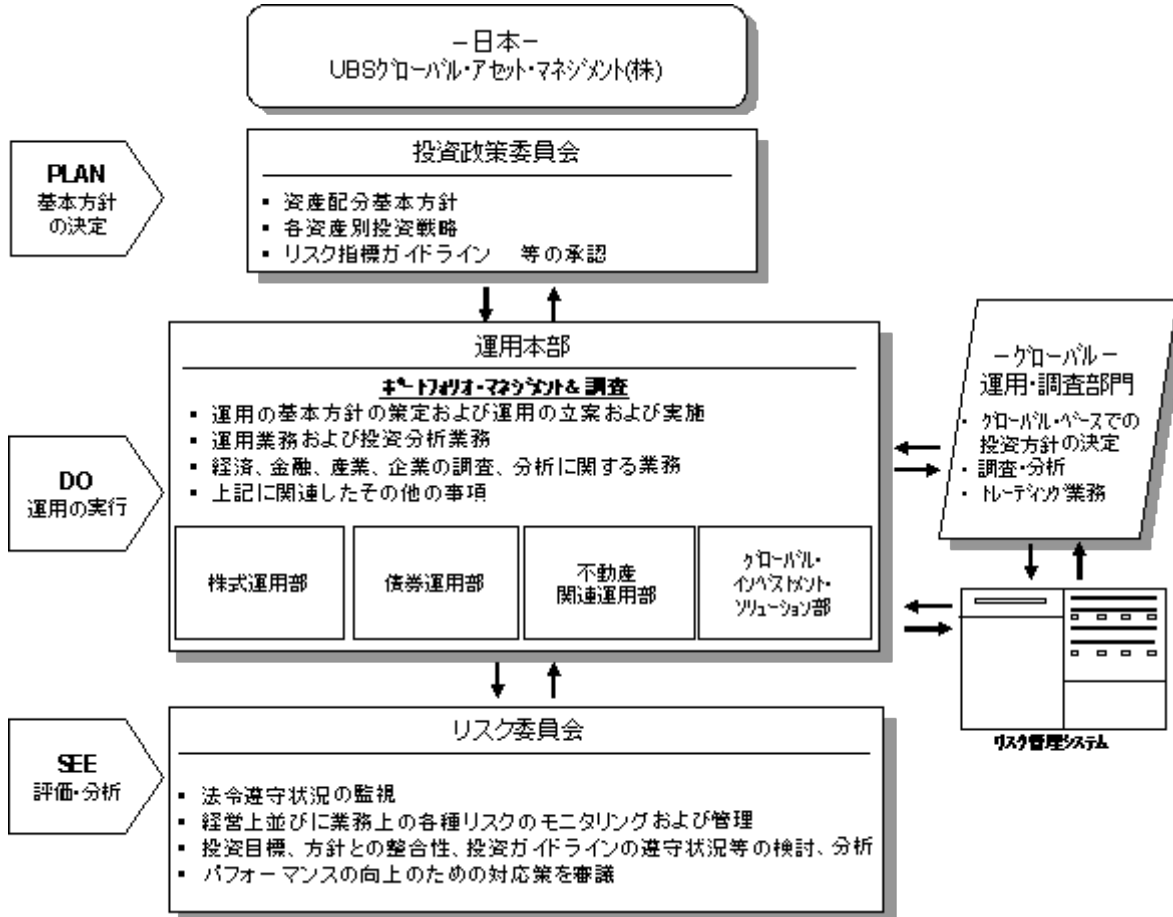 －日本－
UBSｸﾞﾛｰﾊﾞﾙ･ｱｾｯﾄ･ﾏﾈｼﾞﾒﾝﾄ(株)
PLAN
基本方針
の決定
投資政策委員会
▪ 資産配分基本方針
▪ 各資産別投資戦略
▪ リスク指標ガイドライン　等の承認
DO
運用の実行
運用本部
ﾎﾟｰﾄﾌｫﾘｵ･ﾏﾈｼﾞﾒﾝﾄ& 調査
▪ 運用の基本方針の策定および運用の立案および実施
▪ 運用業務および投資分析業務
▪ 経済、金融、産業、企業の調査、分析に関する業務
▪ 上記に関連したその他の事項
株式運用部
債券運用部
不動産
関連運用部
ｸﾞﾛｰﾊﾞﾙ･
ｲﾝﾍﾞｽﾄﾒﾝﾄ･
ｿﾘｭｰｼｮﾝ部
－ｸﾞﾛｰﾊﾞﾙ－
運用･調査部門
▪ ｸﾞﾛｰﾊﾞﾙ･ﾍﾞｰｽでの
投資方針の決定
▪ 調査･分析
▪ ﾄﾚｰﾃﾞｨﾝｸﾞ業務
ﾘｽｸ管理ｼｽﾃﾑ
SEE
評価･分析
リスク委員会
▪ 法令遵守状況の監視
▪ 経営上並びに業務上の各種リスクのモニタリングおよび管理
▪ 投資目標、方針との整合性、投資ガイドラインの遵守状況等の検討、分析
▪ パフォーマンスの向上のための対応策を審議